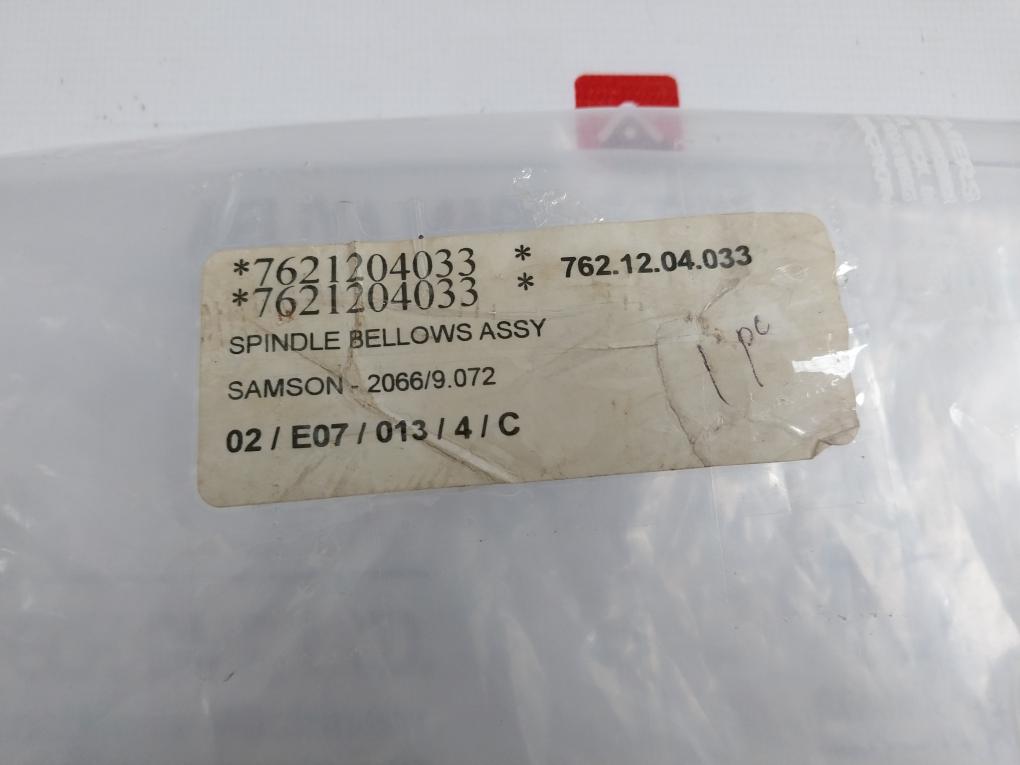 *7621204033 * 762.12.04.033
*7621204033 *
SPINDLE BELLOWS ASSY
SAMSON - 2066/9.072
02 / E07 / 013 / 4 / C
1 pc